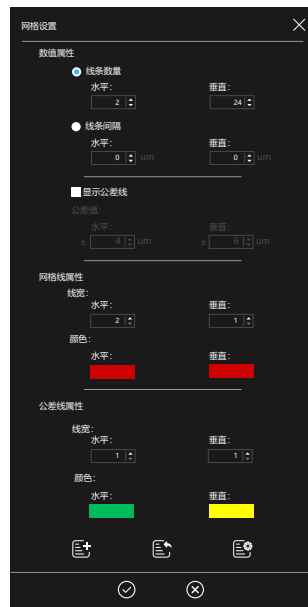 网格设置
数值属性
线条数量
水平: 垂直:
2 24
线条间隔
水平: 垂直:
0 um 0 um
显示公差线
公差值:
水平: 垂直:
± 4 um ± 6 um
网格线属性
线宽:
水平: 垂直:
2 1
颜色:
水平: 垂直:
公差线属性
线宽:
水平: 垂直:
1 1
颜色:
水平: 垂直: